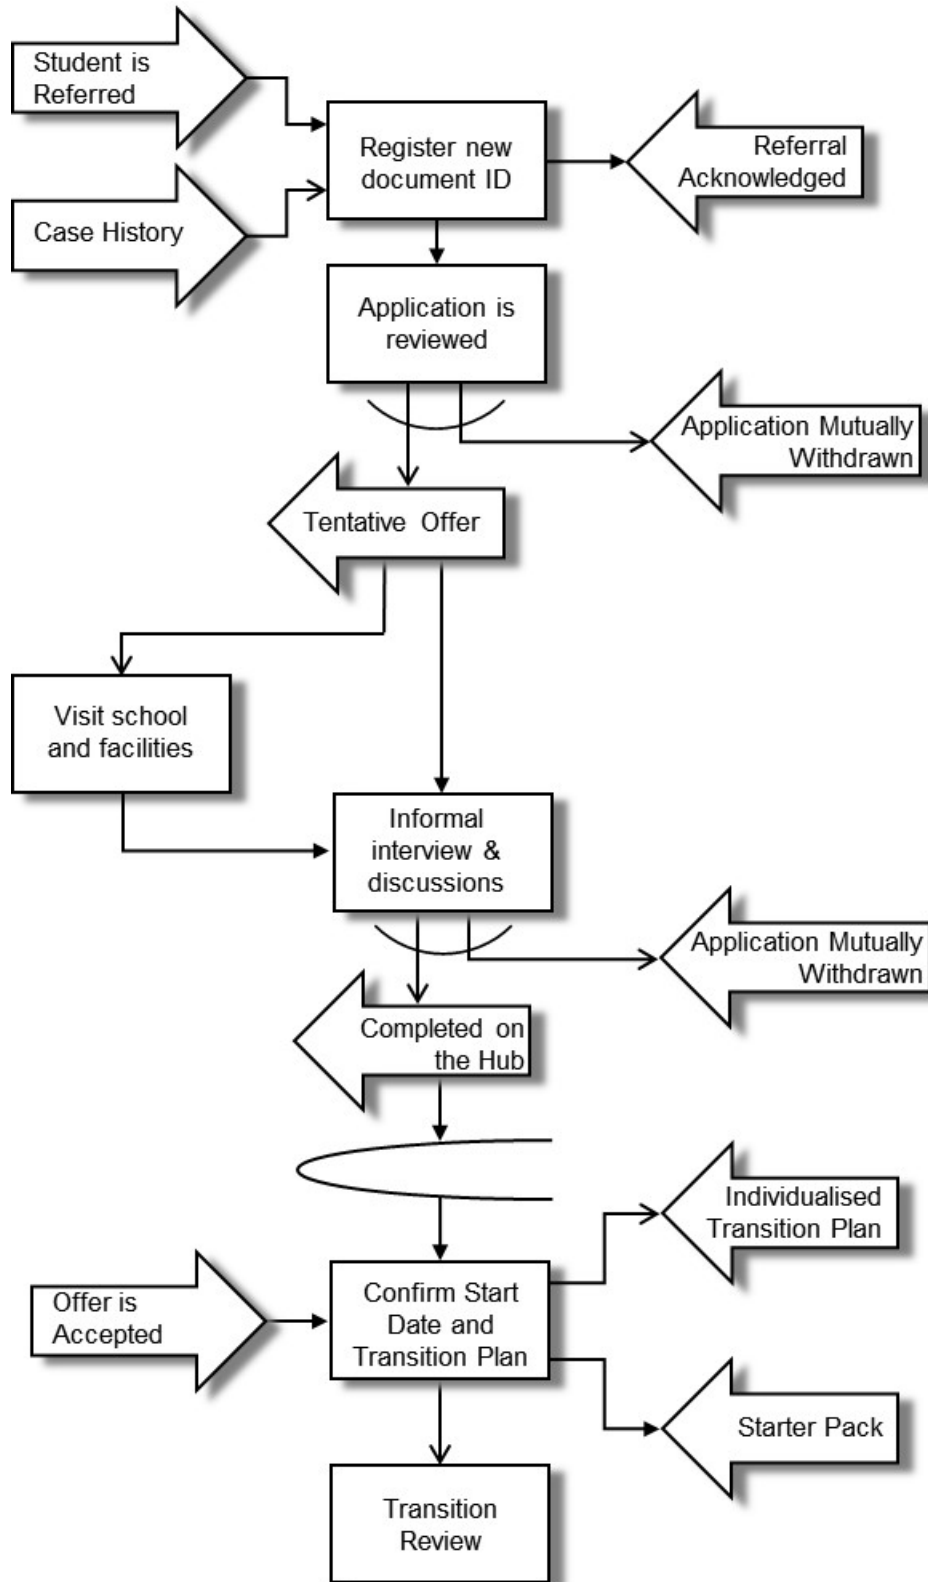 Student is
Referred
Register new
document ID
Referral
Acknowledged
Case History
Application is
reviewed
Application Mutually
Withdrawn
Tentative Offer
Visit school
and facilities
Informal
interview &
discussions
Application Mutually
Withdrawn
Completed on
the Hub
Individualised
Transition Plan
Offer is
Accepted
Confirm Start
Date and
Transition Plan
Starter Pack
Transition
Review